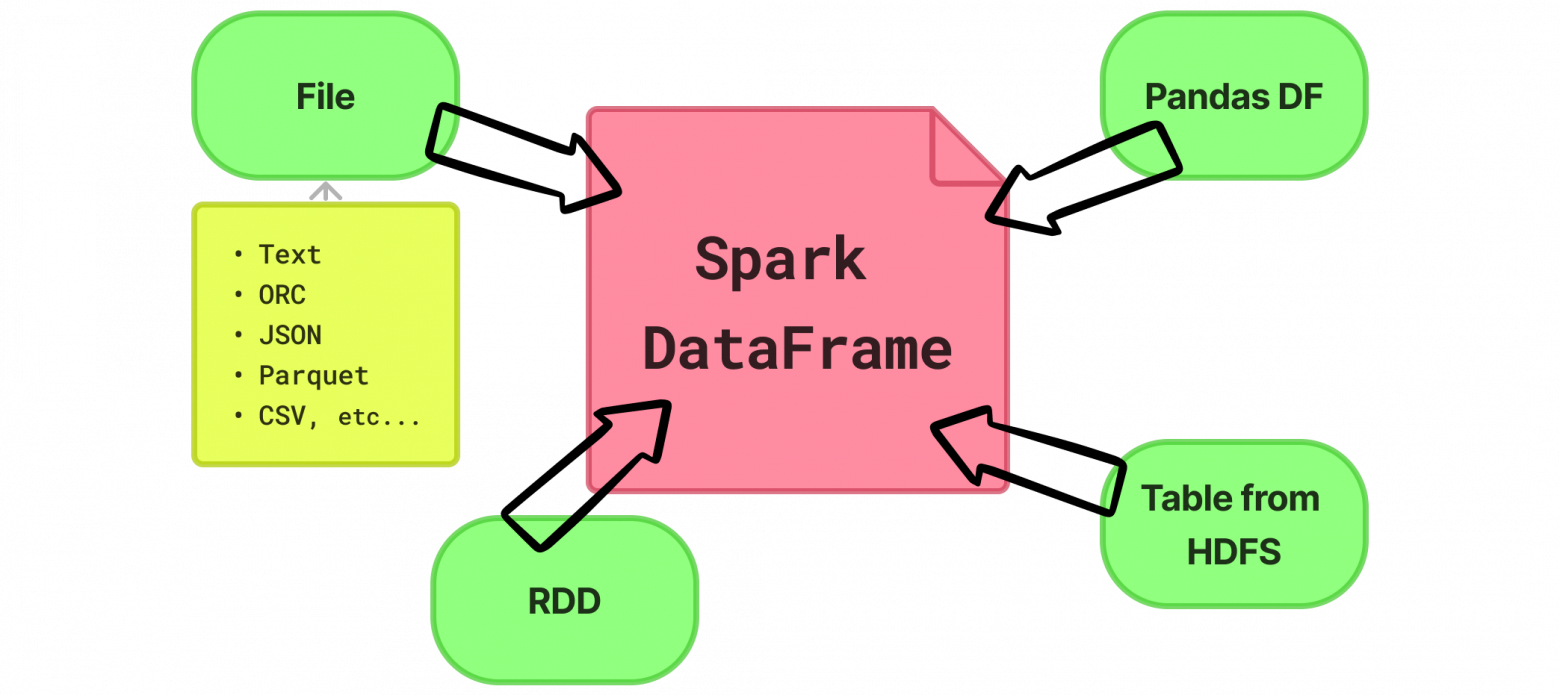 File
Pandas DF
• Text
• ORC
• JSON
• Parquet
• CSV, etc...
Spark
DataFrame
RDD
Table from
HDFS